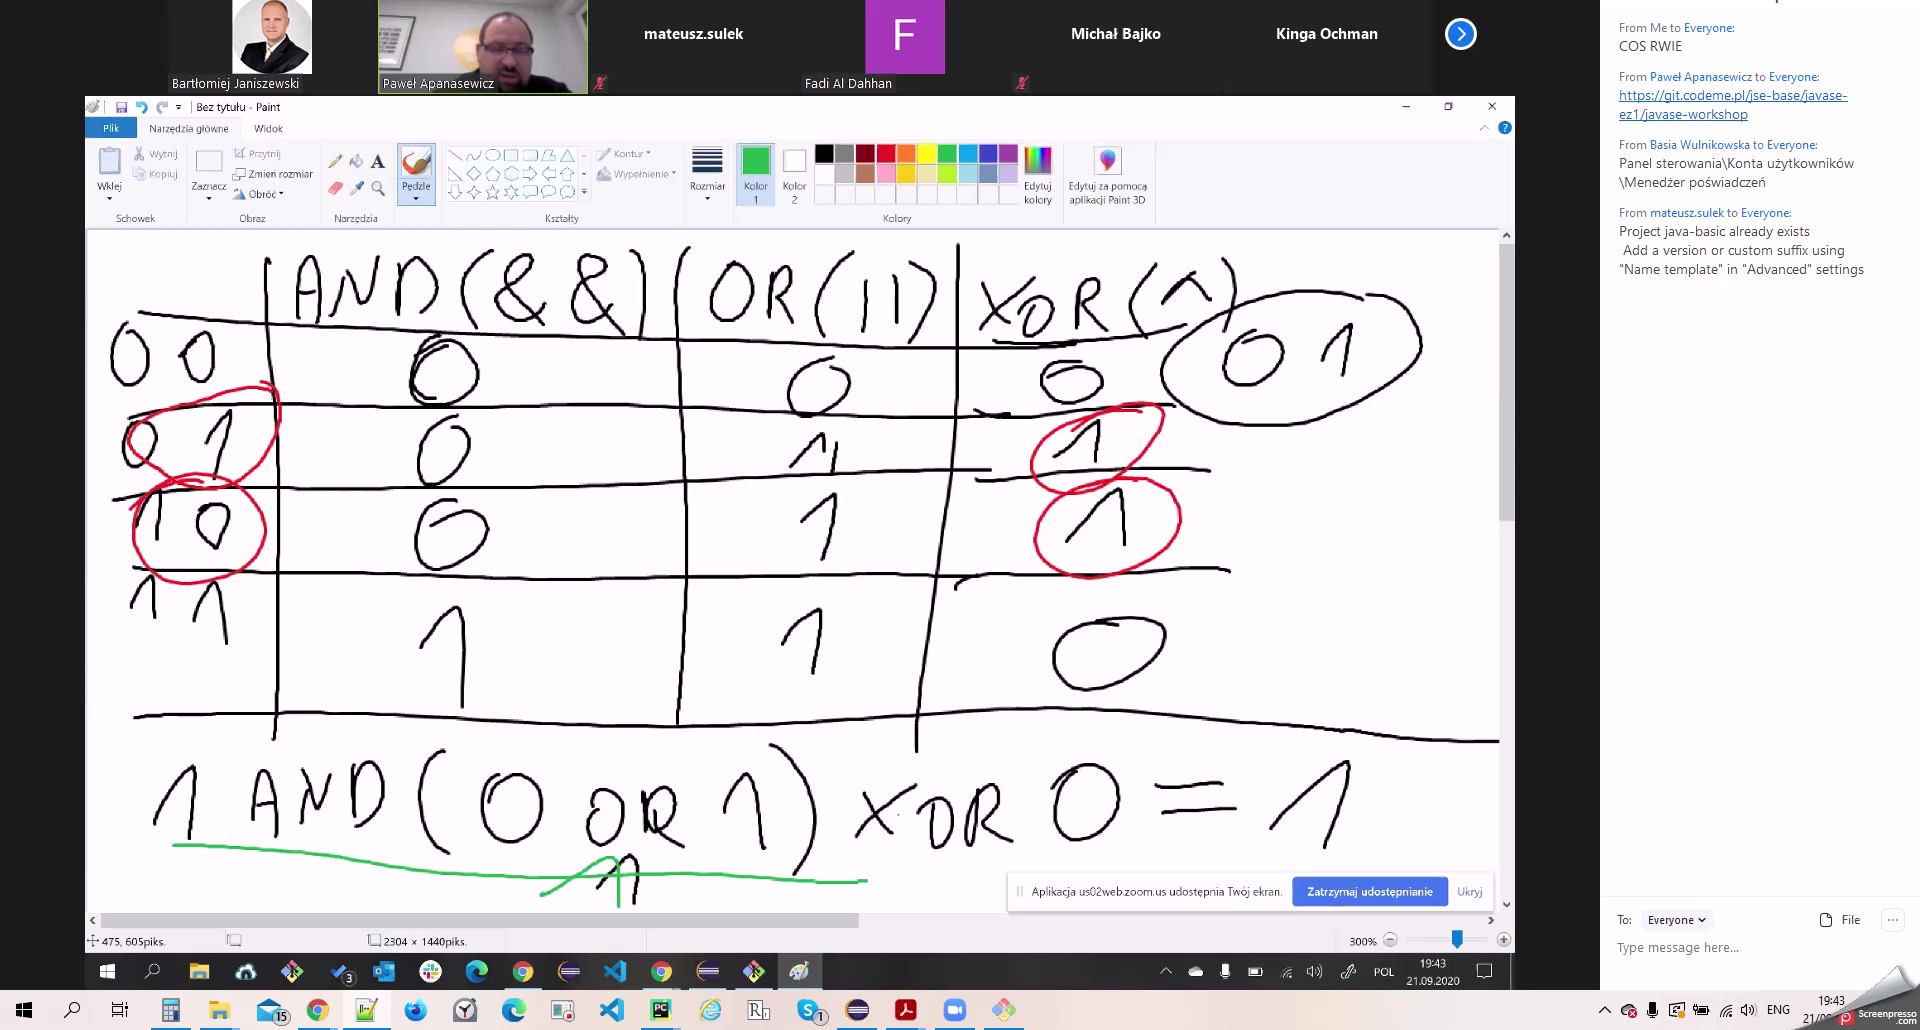 mateusz.sulek
F
Michał Bajko
Kinga Ochman
Bartłomiej Janiszewski
Paweł Apanasewicz
Fadi Al Dahhan
Bez tytułu - Paint
Plik
Narzędzia główne
Widok
Wklej
Wytnij
Kopiuj
Schowek
Zaznacz
Przytnij
Zmień rozmiar
Obróć
Obraz
A
Narzędzia
Pędzle
Kontur
Wypełnienie
Kształty
Rozmiar
Kolor 1
Kolor 2
Kolory
Edytuj kolory
Edytuj za pomocą aplikacji Paint 3D
AND(&&) OR(||) XOR(^)
0 0 0 0 0 0 1
0 1 0 1 1
1 0 0 1 1
1 1 1 1 0
1 AND (0 OR 1) XOR 0 = 1
1
Aplikacja us02web.zoom.us udostępnia Twój ekran.
Zatrzymaj udostępnianie
Ukryj
475, 605piks.
2304 × 1440piks.
300%
3
POL
19:43
21.09.2020
From Me to Everyone:
COS RWIE
From Paweł Apanasewicz to Everyone:
https://git.codeme.pl/jse-base/javase-
ez1/javase-workshop
From Basia Wulnikowska to Everyone:
Panel sterowania\Konta użytkowników
\Menedżer poświadczeń
From mateusz.sulek to Everyone:
Project java-basic already exists
Add a version or custom suffix using
"Name template" in "Advanced" settings
To: Everyone
File
Type message here...
15
PC
R
S 1
ENG
19:43
Screenpresso
.com